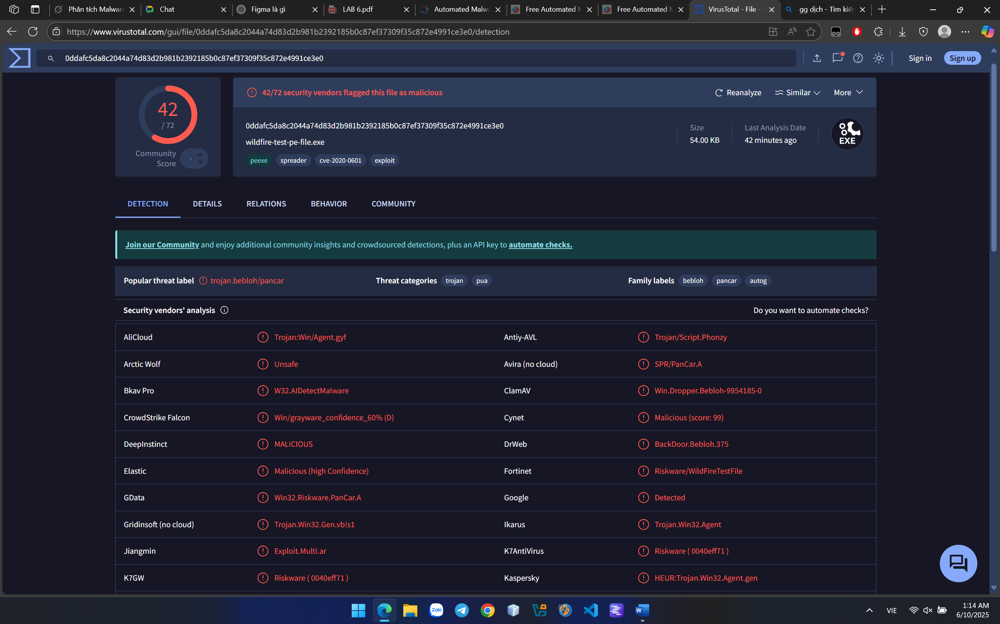 Phân tích Malware
Chat
Figma là gì
LAB 6.pdf
Automated Malwa
Free Automated M
Free Automated M
VirusTotal - File -
gg dịch - Tìm kiếm
https://www.virustotal.com/gui/file/0ddafc5da8c2044a74d83d2b981b2392185b0c87ef37309f35c872e4991ce3e0/detection
0ddafc5da8c2044a74d83d2b981b2392185b0c87ef37309f35c872e4991ce3e0
Sign in
Sign up
42
/ 72
Community
Score
42/72 security vendors flagged this file as malicious
Reanalyze
Similar
More
0ddafc5da8c2044a74d83d2b981b2392185b0c87ef37309f35c872e4991ce3e0
wildfire-test-pe-file.exe
peexe
spreader
cve-2020-0601
exploit
Size
54.00 KB
Last Analysis Date
42 minutes ago
EXE
DETECTION
DETAILS
RELATIONS
BEHAVIOR
COMMUNITY
Join our Community and enjoy additional community insights and crowdsourced detections, plus an API key to automate checks.
Popular threat label trojan.bebloh/pancar
Threat categories trojan pua
Family labels bebloh pancar autog
Security vendors' analysis
Do you want to automate checks?
AliCloud
Trojan:Win/Agent.gyf
Antiy-AVL
Trojan/Script.Phonzy
Arctic Wolf
Unsafe
Avira (no cloud)
SPR/PanCar.A
Bkav Pro
W32.AIDetectMalware
ClamAV
Win.Dropper.Bebloh-9954185-0
CrowdStrike Falcon
Win/grayware_confidence_60% (D)
Cynet
Malicious (score: 99)
DeepInstinct
MALICIOUS
DrWeb
BackDoor.Bebloh.375
Elastic
Malicious (high Confidence)
Fortinet
Riskware/WildFireTestFile
GData
Win32.Riskware.PanCar.A
Google
Detected
Gridinsoft (no cloud)
Trojan.Win32.Gen.vb!s1
Ikarus
Trojan.Win32.Agent
Jiangmin
Exploit.Multi.ar
K7AntiVirus
Riskware ( 0040eff71 )
K7GW
Riskware ( 0040eff71 )
Kaspersky
HEUR:Trojan.Win32.Agent.gen
Zalo
VIE
1:14 AM
6/10/2025